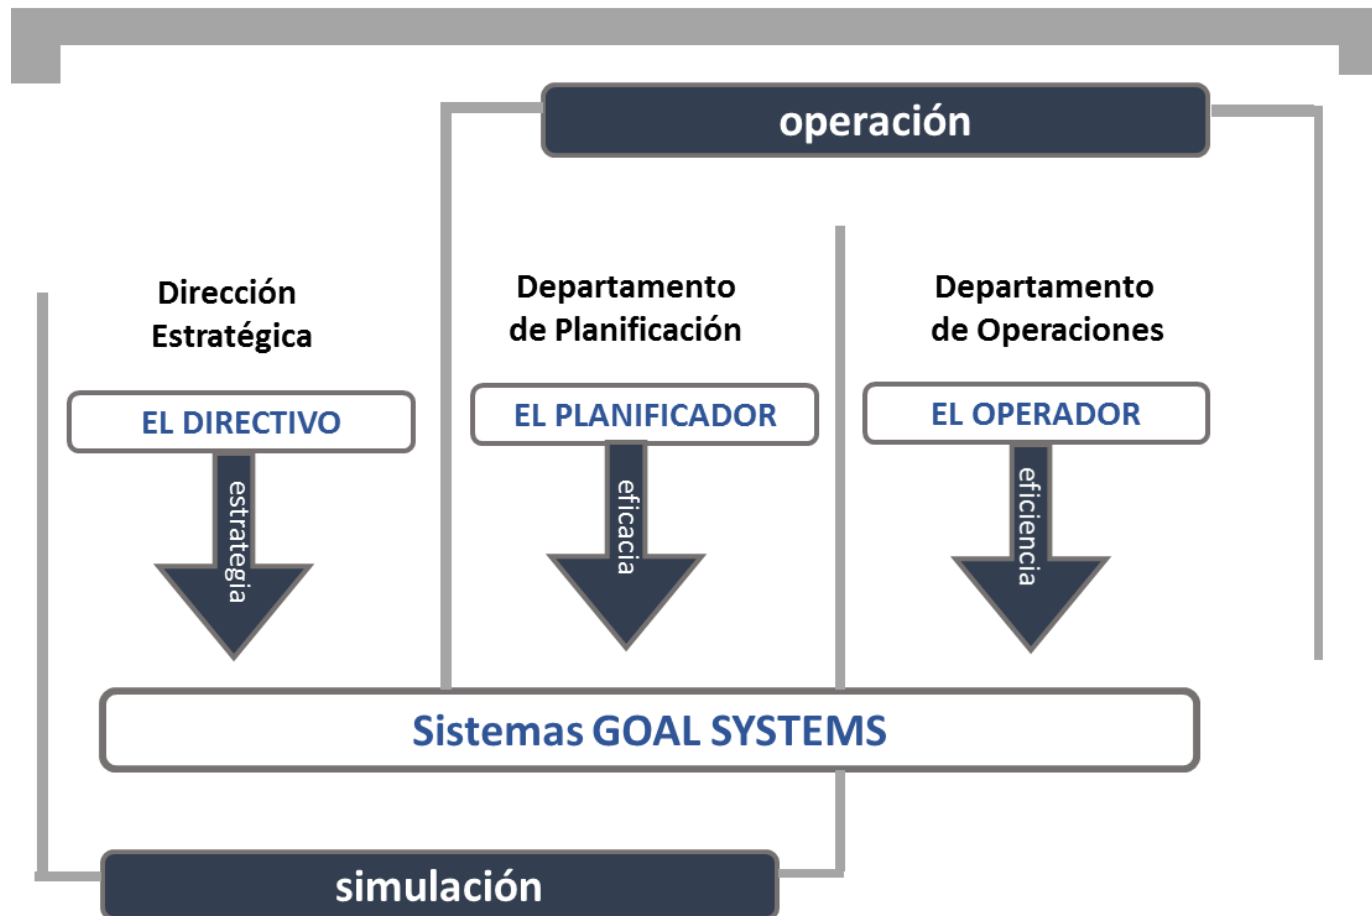 operación
Dirección
Estratégica
Departamento
de Planificación
Departamento
de Operaciones
EL DIRECTIVO
EL PLANIFICADOR
EL OPERADOR
estrategia
eficacia
eficiencia
Sistemas GOAL SYSTEMS
simulación